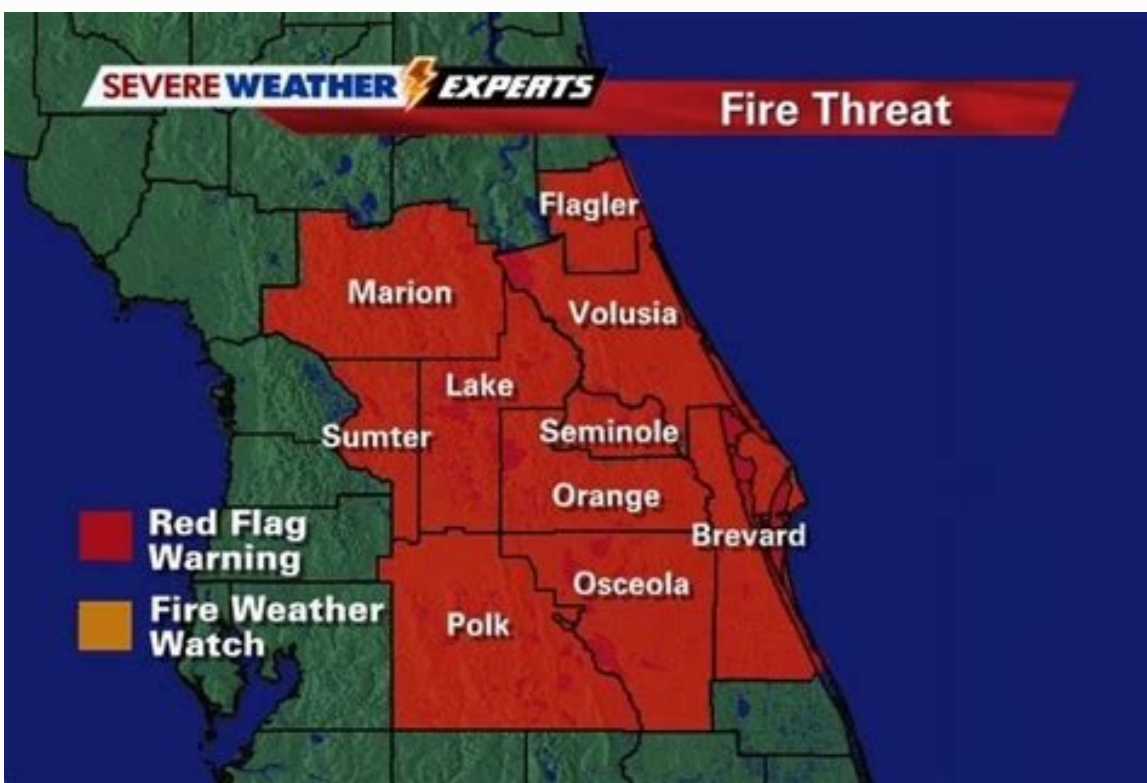 SEVERE WEATHER EXPERTS
Fire Threat
Flagler
Marion
Volusia
Lake
Sumter
Seminole
Orange
Brevard
Osceola
Polk
Red Flag
Warning
Fire Weather
Watch